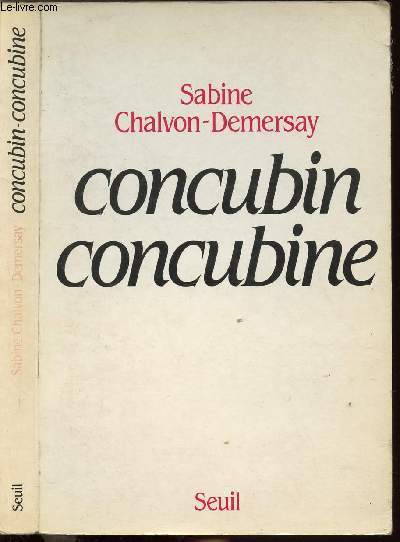 Le-livre.com
Sabine
Chalvon-Demersay
concubin
concubine
Seuil
Sabine Chalvon-Demersay concubin-concubine
Seuil